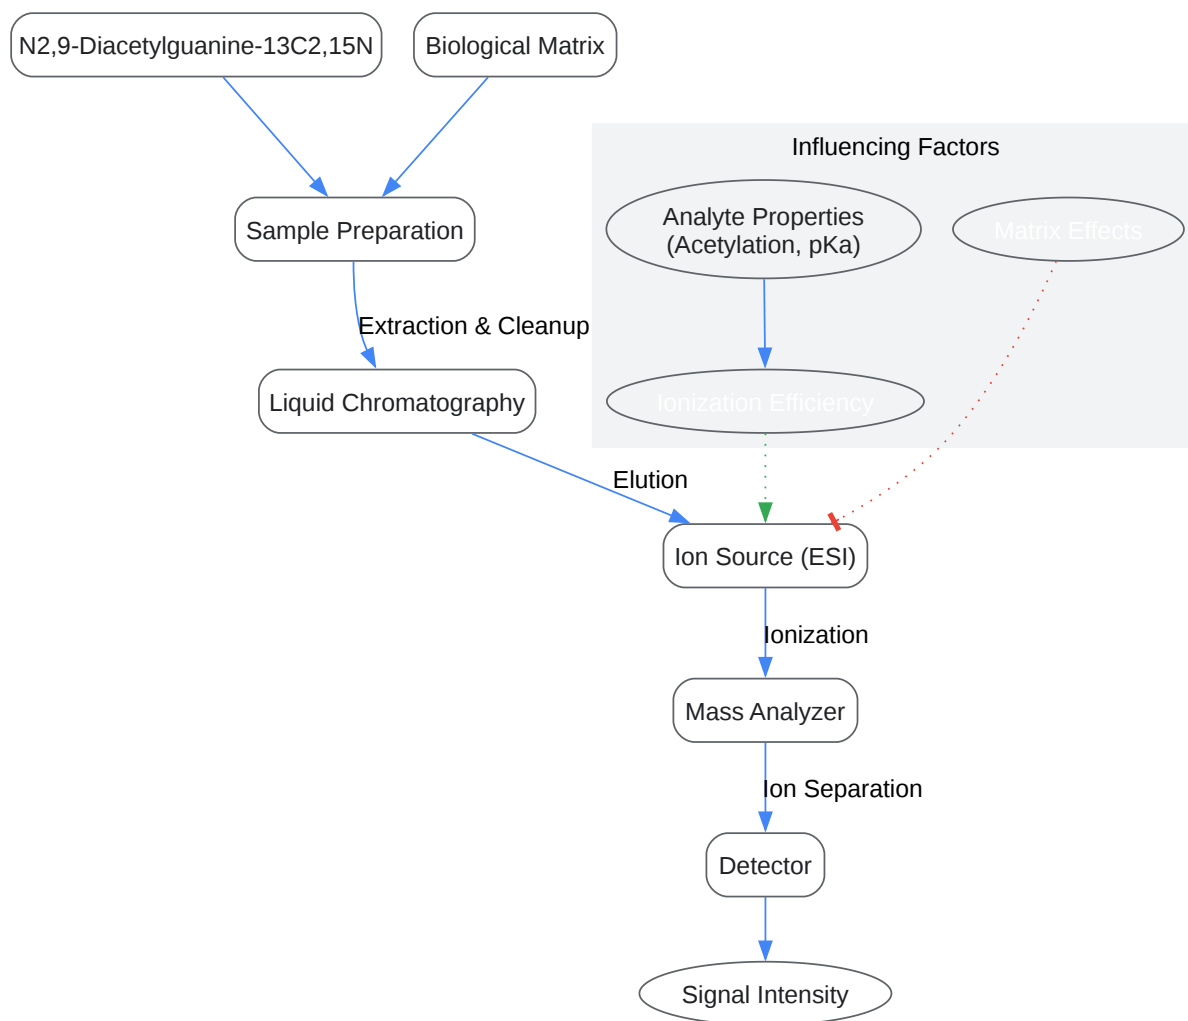 N2,9-Diacetylguanine-13C2,15N
Biological Matrix
Influencing Factors
Analyte Properties
(Acetylation, pKa)
Matrix Effects
Sample Preparation
Extraction & Cleanup
Liquid Chromatography
Ionization Efficiency
Elution
Ion Source (ESI)
Ionization
Mass Analyzer
Ion Separation
Detector
Signal Intensity